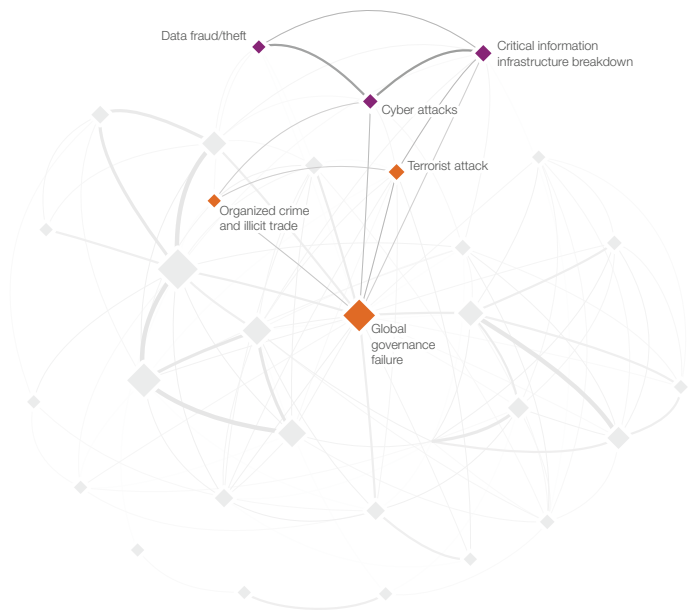 Data fraud/theft
Critical information
infrastructure breakdown
Cyber attacks
Terrorist attack
Organized crime
and illicit trade
Global
governance
failure